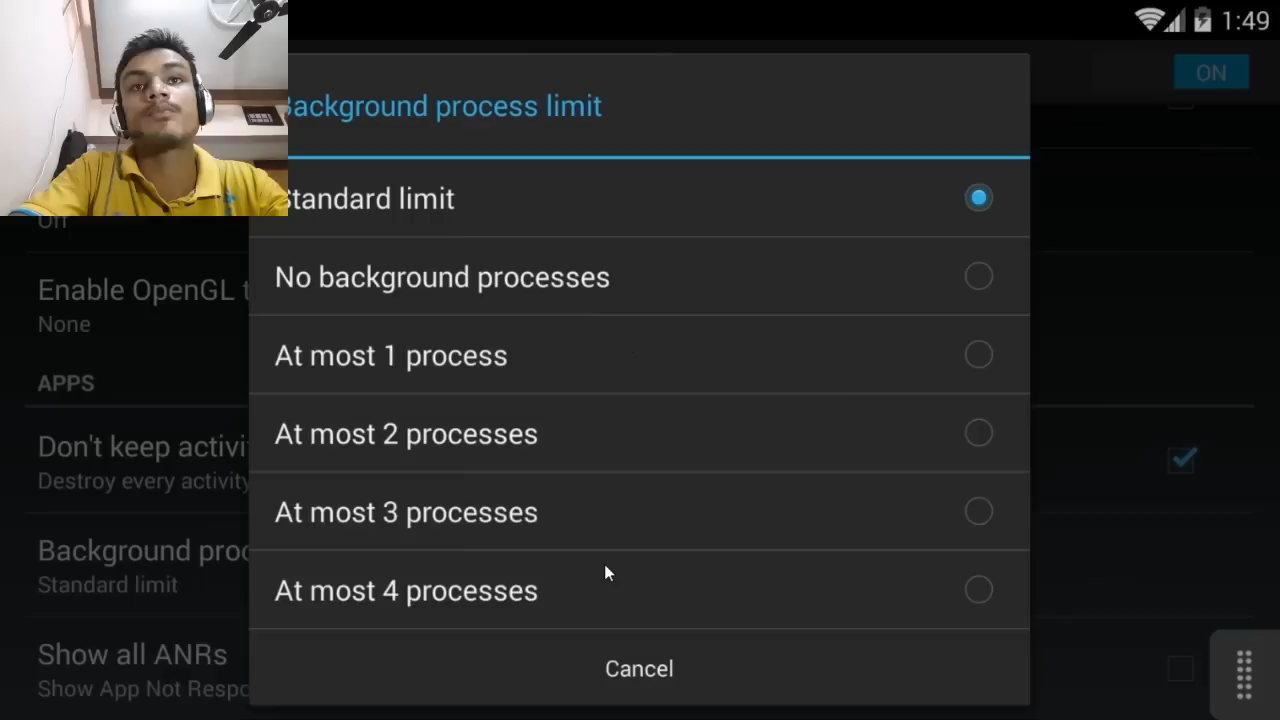 1:49
ON
Background process limit
Standard limit
No background processes
At most 1 process
At most 2 processes
At most 3 processes
At most 4 processes
Cancel
Off
Enable OpenGL t
None
APPS
Don't keep activi
Destroy every activity
Background proc
Standard limit
Show all ANRs
Show App Not Respo